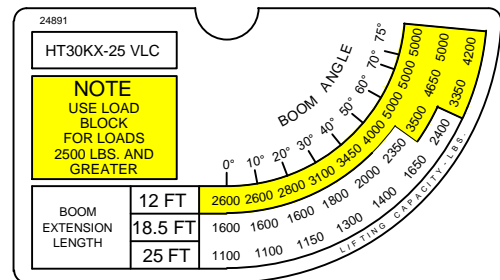 24891
HT30KX-25 VLC
NOTE
USE LOAD
BLOCK
FOR LOADS
2500 LBS. AND
GREATER
BOOM ANGLE
0° 10° 20° 30° 40° 50° 60° 70° 75°
BOOM
EXTENSION
LENGTH
12 FT 2600 2600 2800 3100 3450 4000 5000 5000 5000
18.5 FT 1600 1600 1600 1800 2000 2350 3500 4650 5000
25 FT 1100 1100 1150 1300 1400 1650 2400 3350 4200
LIFTING CAPACITY-LBS.